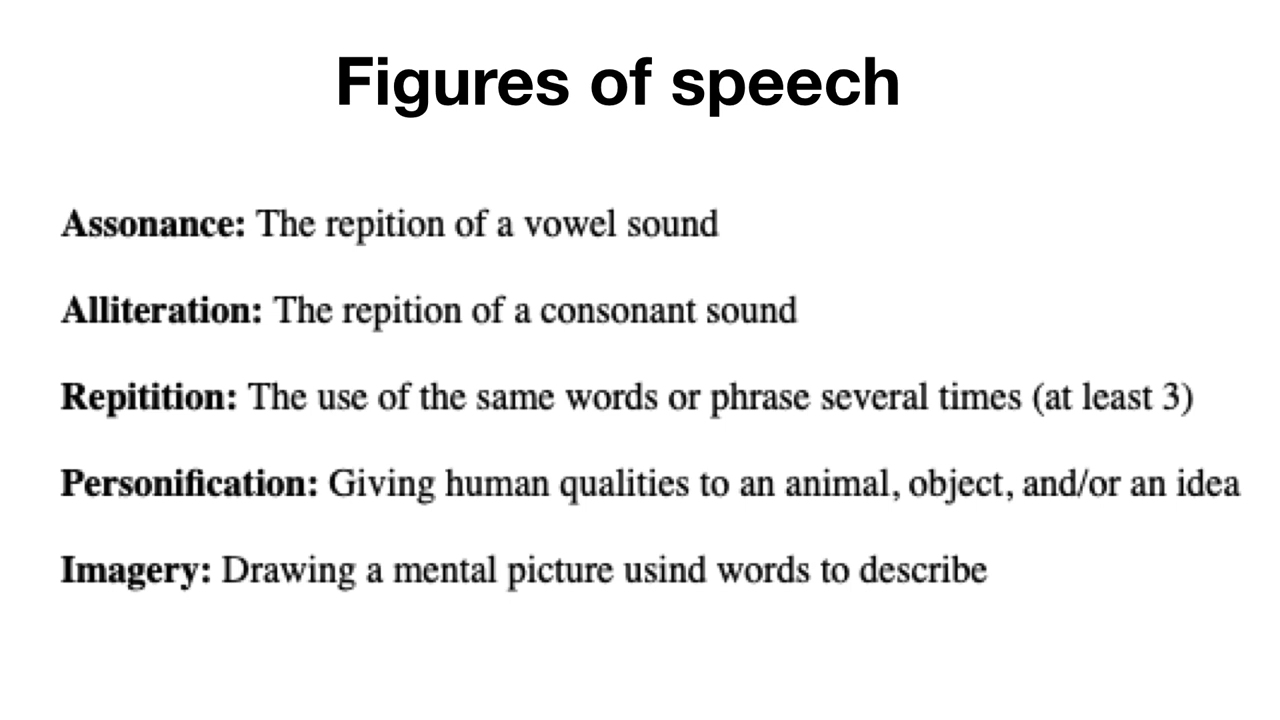 Figures of speech
Assonance: The repition of a vowel sound
Alliteration: The repition of a consonant sound
Repitition: The use of the same words or phrase several times (at least 3)
Personification: Giving human qualities to an animal, object, and/or an idea
Imagery: Drawing a mental picture usind words to describe